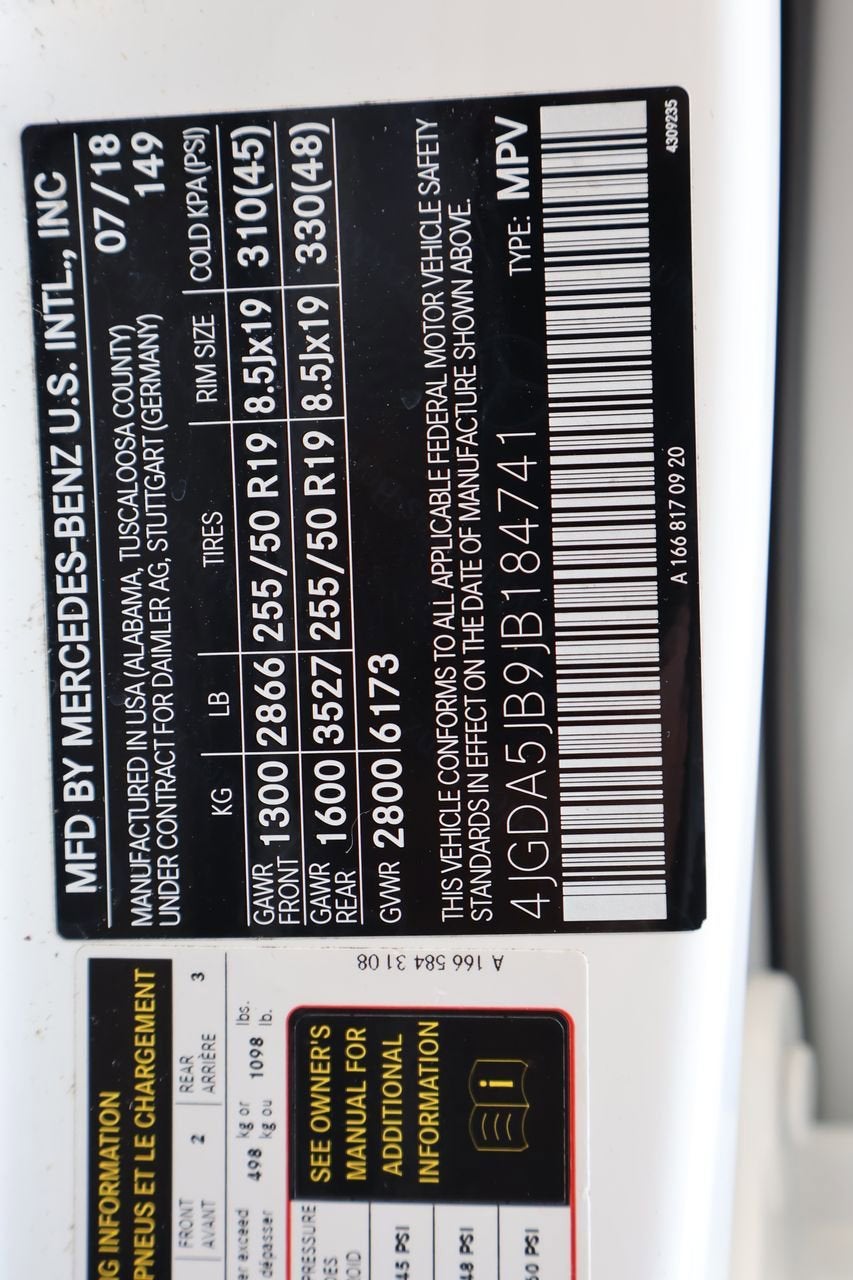 MFD BY MERCEDES-BENZ U.S. INTL., INC
MANUFACTURED IN USA (ALABAMA, TUSCALOOSA COUNTY) 07/18
UNDER CONTRACT FOR DAIMLER AG, STUTTGART (GERMANY) 149
KG LB TIRES RIM SIZE COLD KPA (PSI)
GAWR FRONT 1300 2866 255/50 R19 8.5Jx19 310(45)
GAWR REAR 1600 3527 255/50 R19 8.5Jx19 330(48)
GVWR 2800 6173
THIS VEHICLE CONFORMS TO ALL APPLICABLE FEDERAL MOTOR VEHICLE SAFETY
STANDARDS IN EFFECT ON THE DATE OF MANUFACTURE SHOWN ABOVE.
4JGDA5JB9JB184741 TYPE: MPV
A 166 817 09 20 4309235
A 166 584 31 08
INFORMATION
PNEUS ET LE CHARGEMENT
FRONT 2 REAR 3
AVANT ARRIÈRE
exceed 498 kg or 1098 lbs.
dépasser kg ou lb.
SEE OWNER'S
MANUAL FOR
ADDITIONAL
INFORMATION
PRESSURE
45 PSI
48 PSI
60 PSI